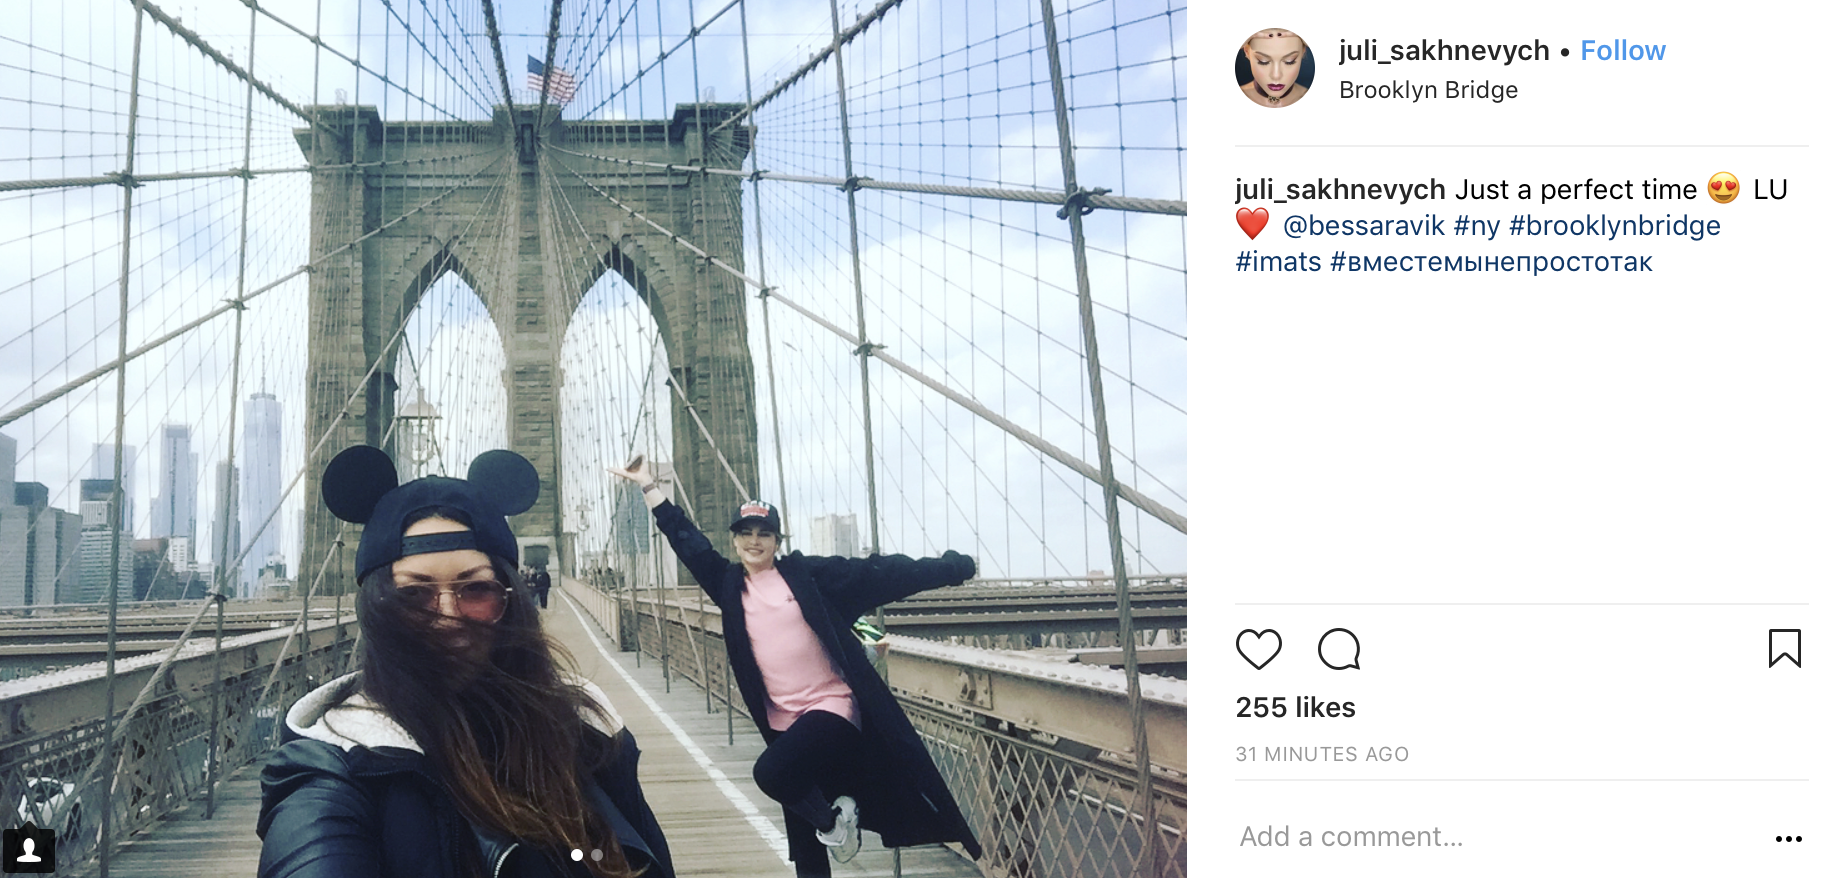 juli_sakhnevych • Follow
Brooklyn Bridge
juli_sakhnevych Just a perfect time 😍 LU
❤️ @bessaravik #ny #brooklynbridge
#imats #вместемынепростотак
255 likes
31 MINUTES AGO
Add a comment...